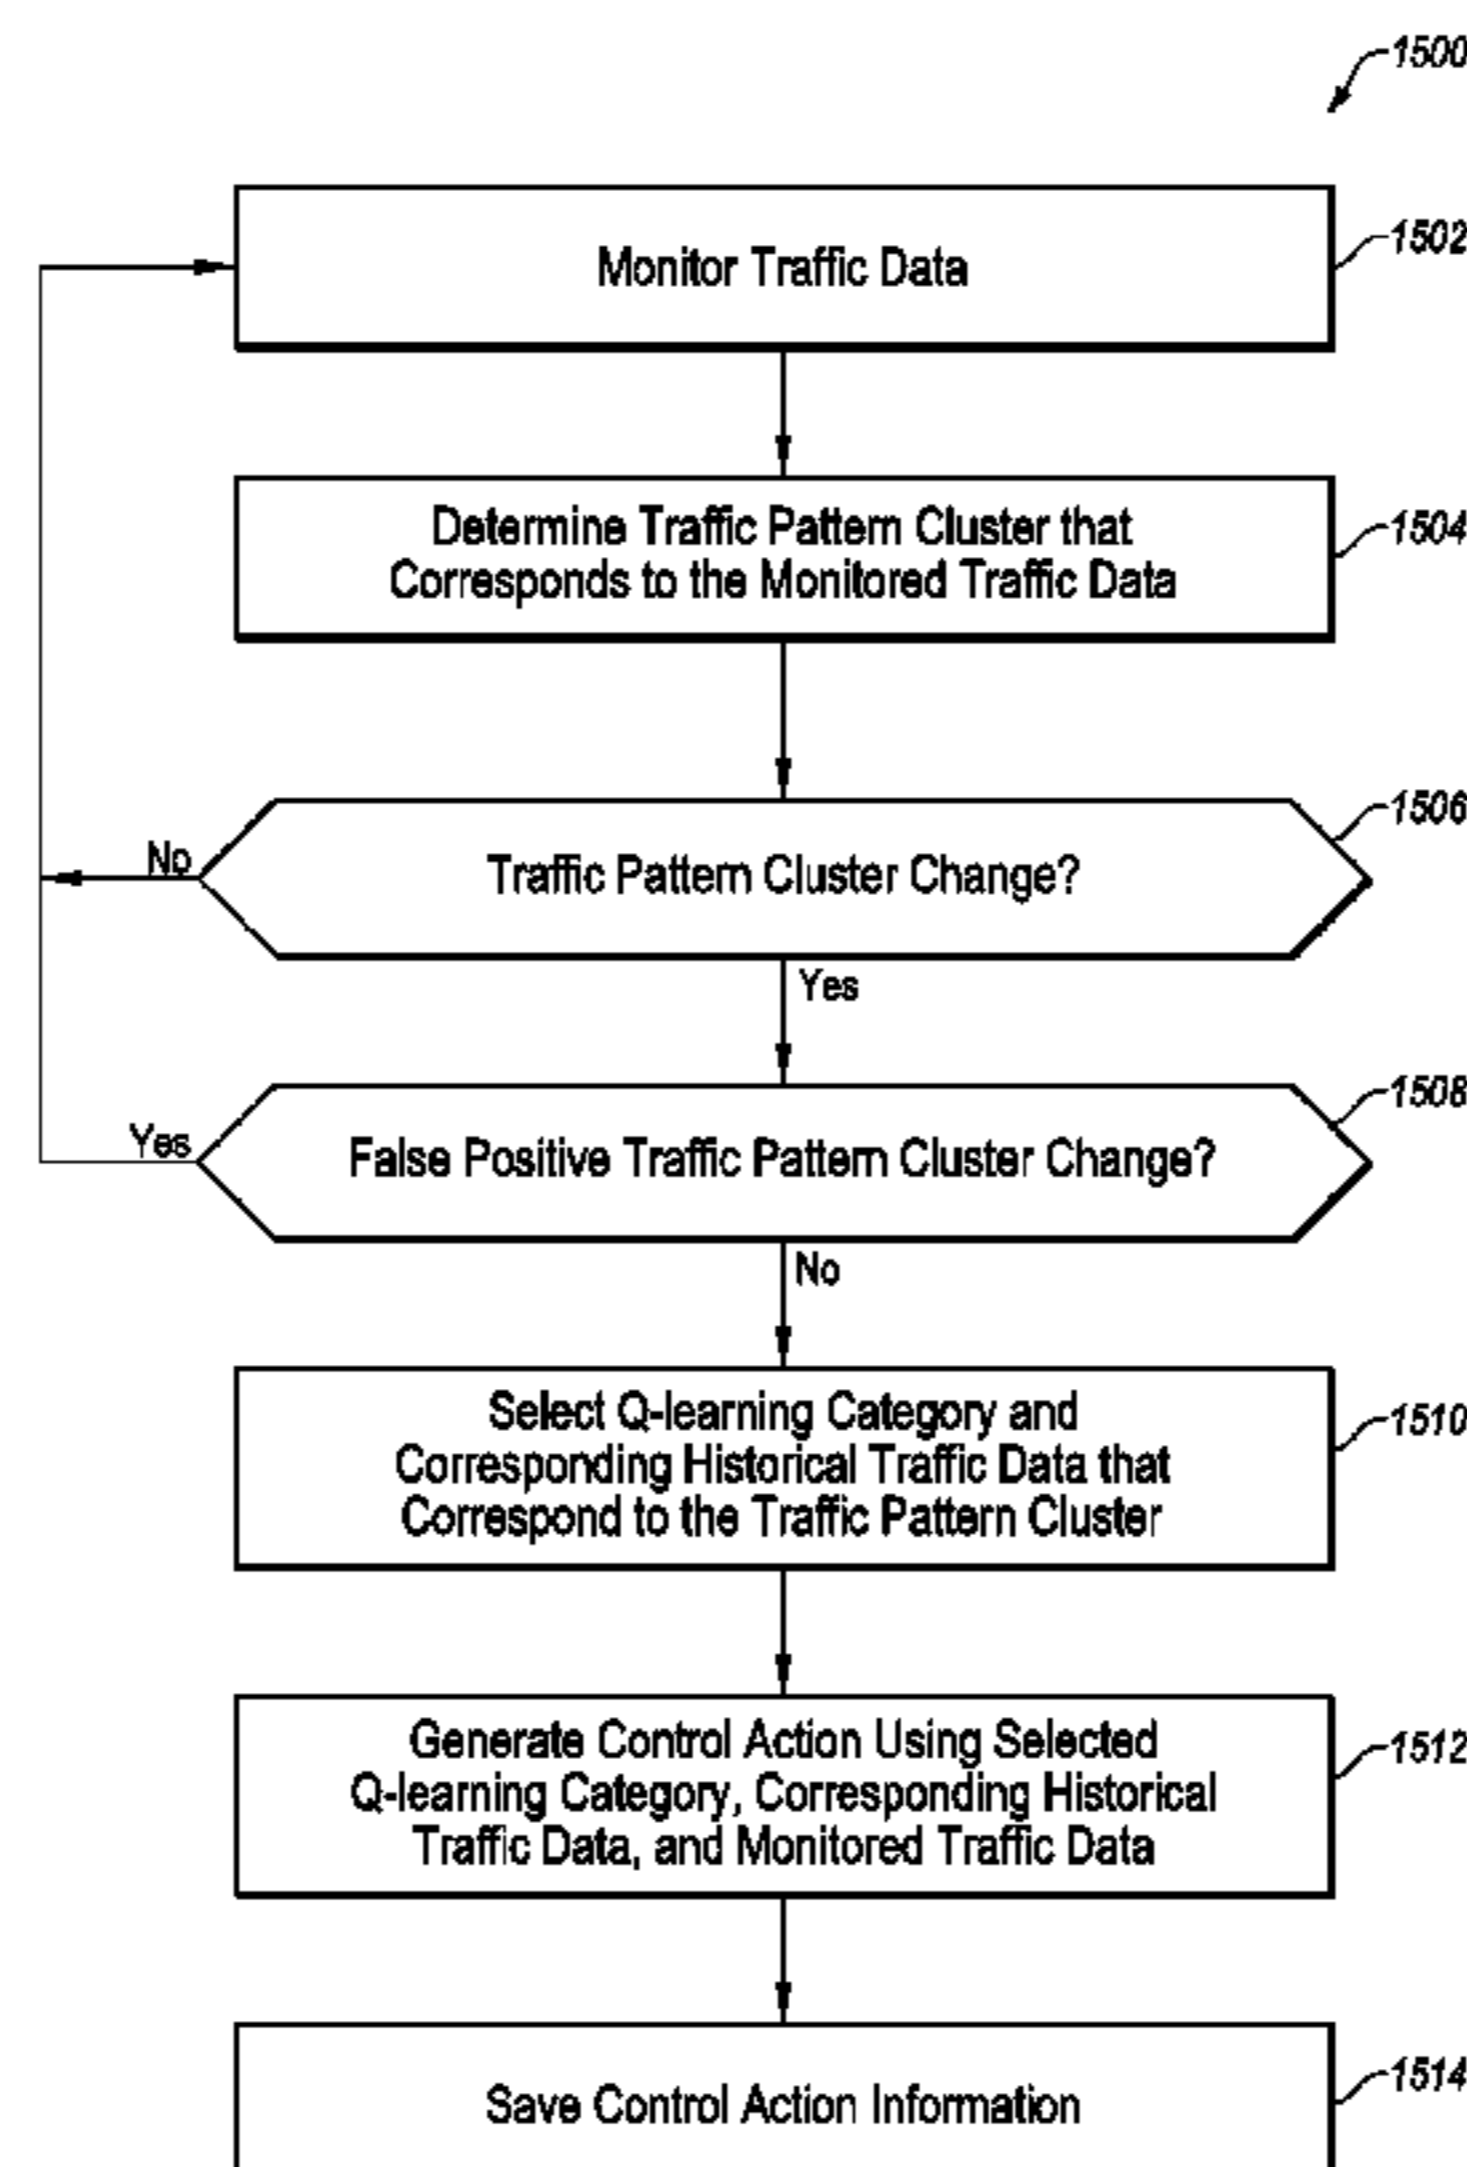 1500
Monitor Traffic Data
1502
Determine Traffic Pattern Cluster that
Corresponds to the Monitored Traffic Data
1504
Traffic Pattern Cluster Change?
1506
No
Yes
False Positive Traffic Pattern Cluster Change?
1508
Yes
No
Select Q-learning Category and
Corresponding Historical Traffic Data that
Correspond to the Traffic Pattern Cluster
1510
Generate Control Action Using Selected
Q-learning Category, Corresponding Historical
Traffic Data, and Monitored Traffic Data
1512
Save Control Action Information
1514